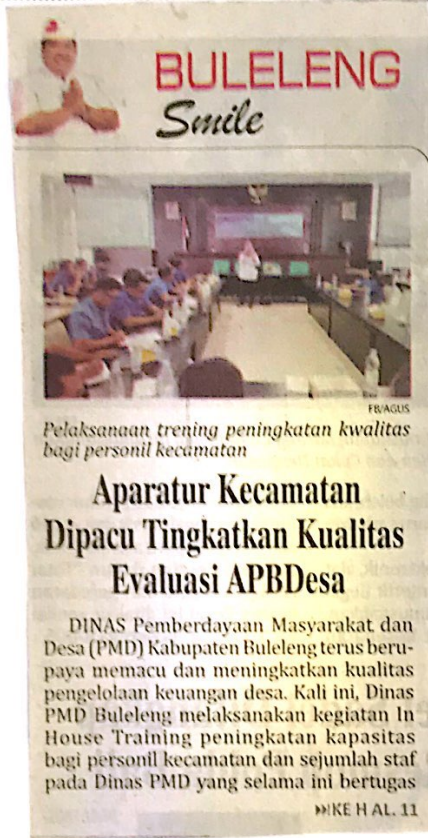 BULELENG
Smile
FB/AGUS
Pelaksanaan trening peningkatan kwalitas
bagi personil kecamatan
Aparatur Kecamatan
Dipacu Tingkatkan Kualitas
Evaluasi APBDesa
DINAS Pemberdayaan Masyarakat dan
Desa (PMD) Kabupaten Buleleng terus beru-
paya memacu dan meningkatkan kualitas
pengelolaan keuangan desa. Kali ini, Dinas
PMD Buleleng melaksanakan kegiatan In
House Training peningkatan kapasitas
bagi personil kecamatan dan sejumlah staf
pada Dinas PMD yang selama ini bertugas
KE H AL. 11